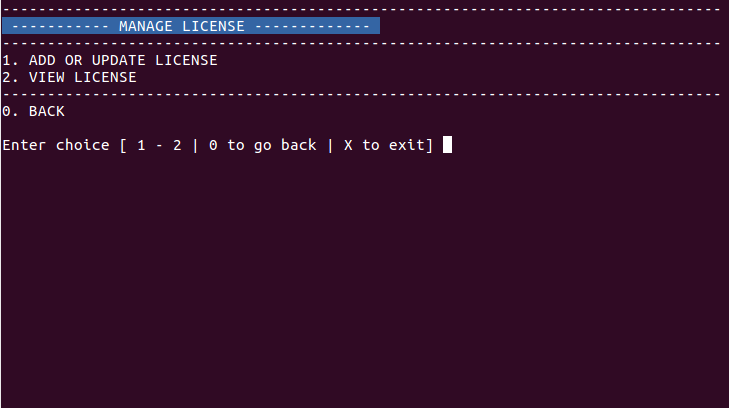 --------------------------------------------------------------------------------
----------- MANAGE LICENSE -------------
--------------------------------------------------------------------------------
1. ADD OR UPDATE LICENSE
2. VIEW LICENSE
--------------------------------------------------------------------------------
0. BACK
Enter choice [ 1 - 2 | 0 to go back | X to exit]